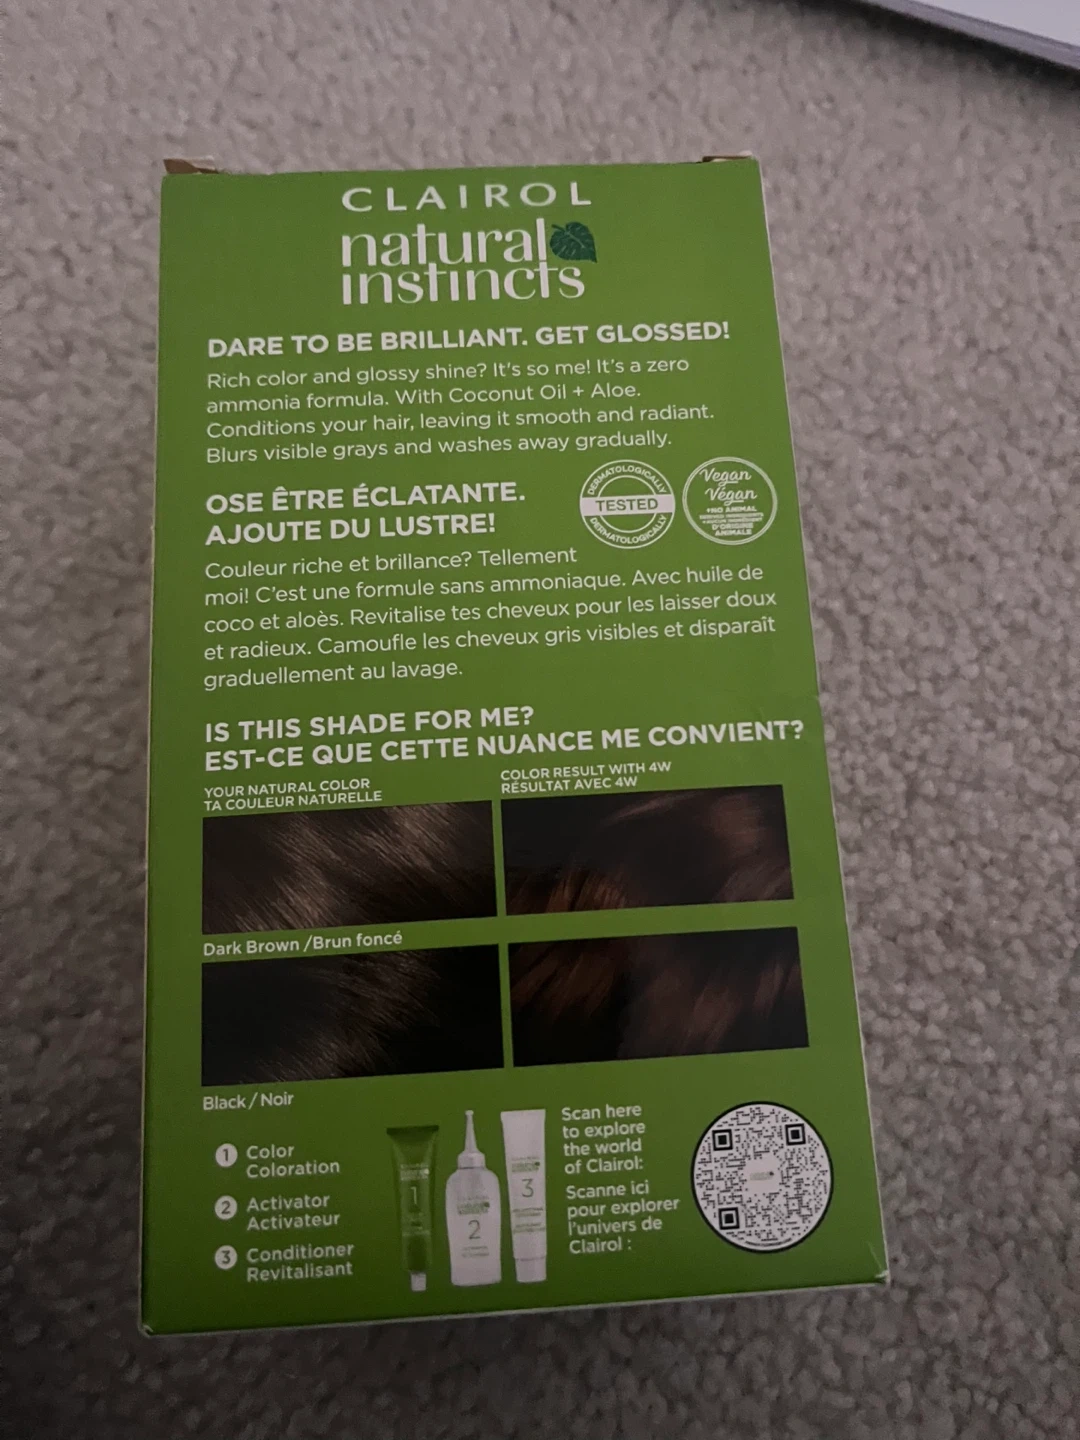 CLAIROL
natural
instincts
DARE TO BE BRILLIANT. GET GLOSSED!
Rich color and glossy shine? It's so me! It's a zero
ammonia formula. With Coconut Oil + Aloe.
Conditions your hair, leaving it smooth and radiant.
Blurs visible grays and washes away gradually.
DERMATOLOGICALLY
TESTED
DERMATOLOGICALLY
Vegan
Végan
*NO ANIMAL
D'ORIGINE
ANIMALE
OSE ÊTRE ÉCLATANTE.
AJOUTE DU LUSTRE!
Couleur riche et brillance? Tellement
moi! C'est une formule sans ammoniaque. Avec huile de
coco et aloès. Revitalise tes cheveux pour les laisser doux
et radieux. Camoufle les cheveux gris visibles et disparaît
graduellement au lavage.
IS THIS SHADE FOR ME?
EST-CE QUE CETTE NUANCE ME CONVIENT?
YOUR NATURAL COLOR
TA COULEUR NATURELLE
COLOR RESULT WITH 4W
RÉSULTAT AVEC 4W
Dark Brown /Brun foncé
Black / Noir
1 Color
Coloration
2 Activator
Activateur
3 Conditioner
Revitalisant
1
2
3
Scan here
to explore
the world
of Clairol:
Scanne ici
pour explorer
l'univers de
Clairol :